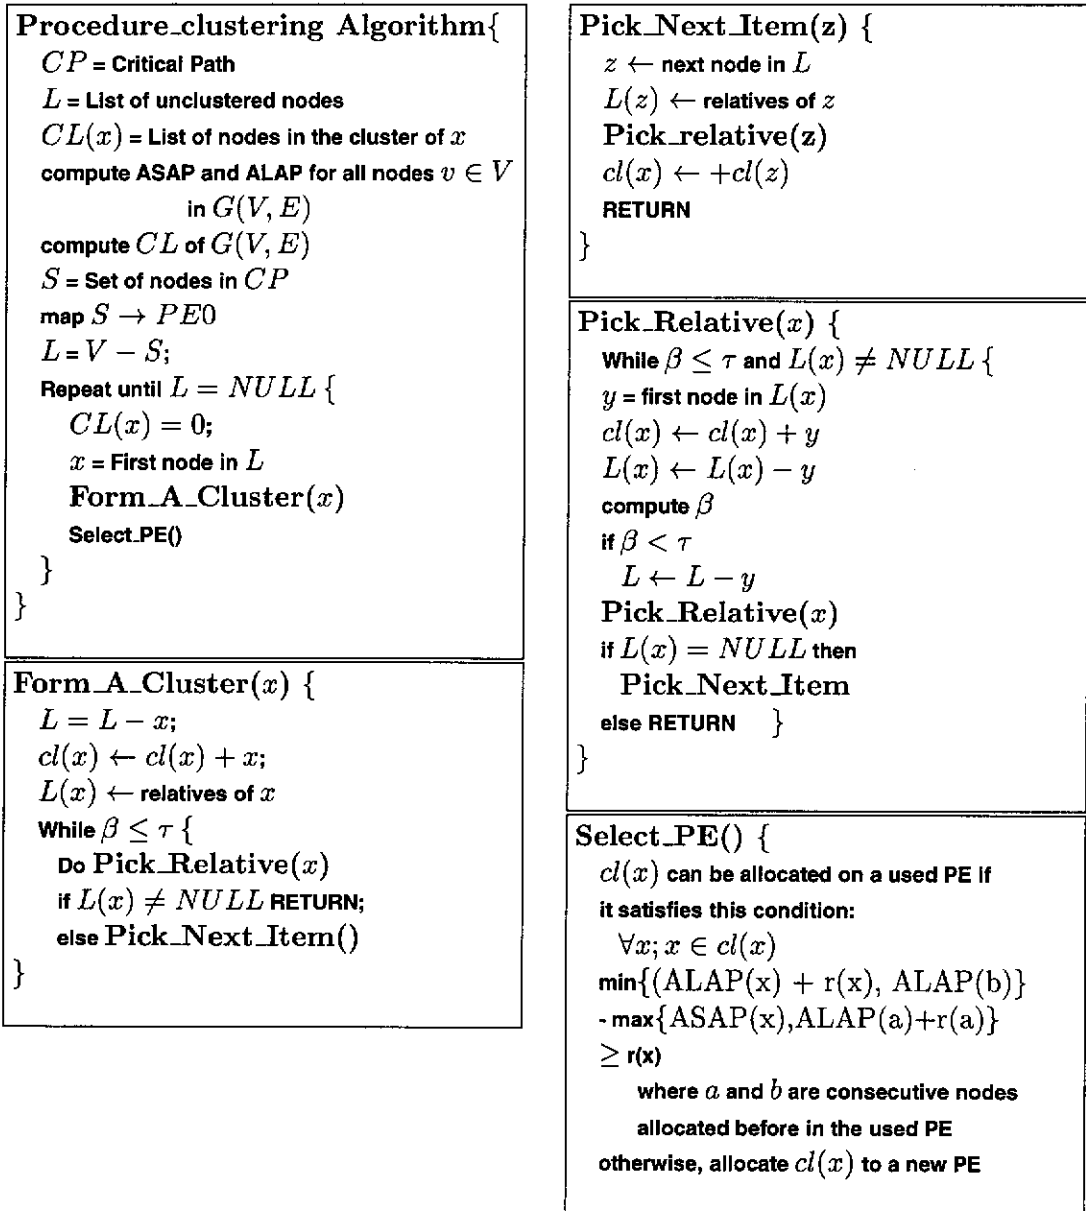 Procedure_clustering Algorithm{
CP = Critical Path
L = List of unclustered nodes
CL(x) = List of nodes in the cluster of x
compute ASAP and ALAP for all nodes v ∈ V
in G(V, E)
compute CL of G(V, E)
S = Set of nodes in CP
map S → PE0
L = V − S;
Repeat until L = NULL {
CL(x) = 0;
x = First node in L
Form_A_Cluster(x)
Select_PE()
}
}
Form_A_Cluster(x) {
L = L − x;
cl(x) ← cl(x) + x;
L(x) ← relatives of x
While β ≤ τ {
Do Pick_Relative(x)
if L(x) ≠ NULL RETURN;
else Pick_Next_Item()
}
Pick_Next_Item(z) {
z ← next node in L
L(z) ← relatives of z
Pick_relative(z)
cl(x) ← +cl(z)
RETURN
}
Pick_Relative(x) {
While β ≤ τ and L(x) ≠ NULL {
y = first node in L(x)
cl(x) ← cl(x) + y
L(x) ← L(x) − y
compute β
if β < τ
L ← L − y
Pick_Relative(x)
if L(x) = NULL then
Pick_Next_Item
else RETURN }
}
Select_PE() {
cl(x) can be allocated on a used PE if
it satisfies this condition:
∀x; x ∈ cl(x)
min{(ALAP(x) + r(x), ALAP(b)}
- max{ASAP(x),ALAP(a)+r(a)}
≥ r(x)
where a and b are consecutive nodes
allocated before in the used PE
otherwise, allocate cl(x) to a new PE